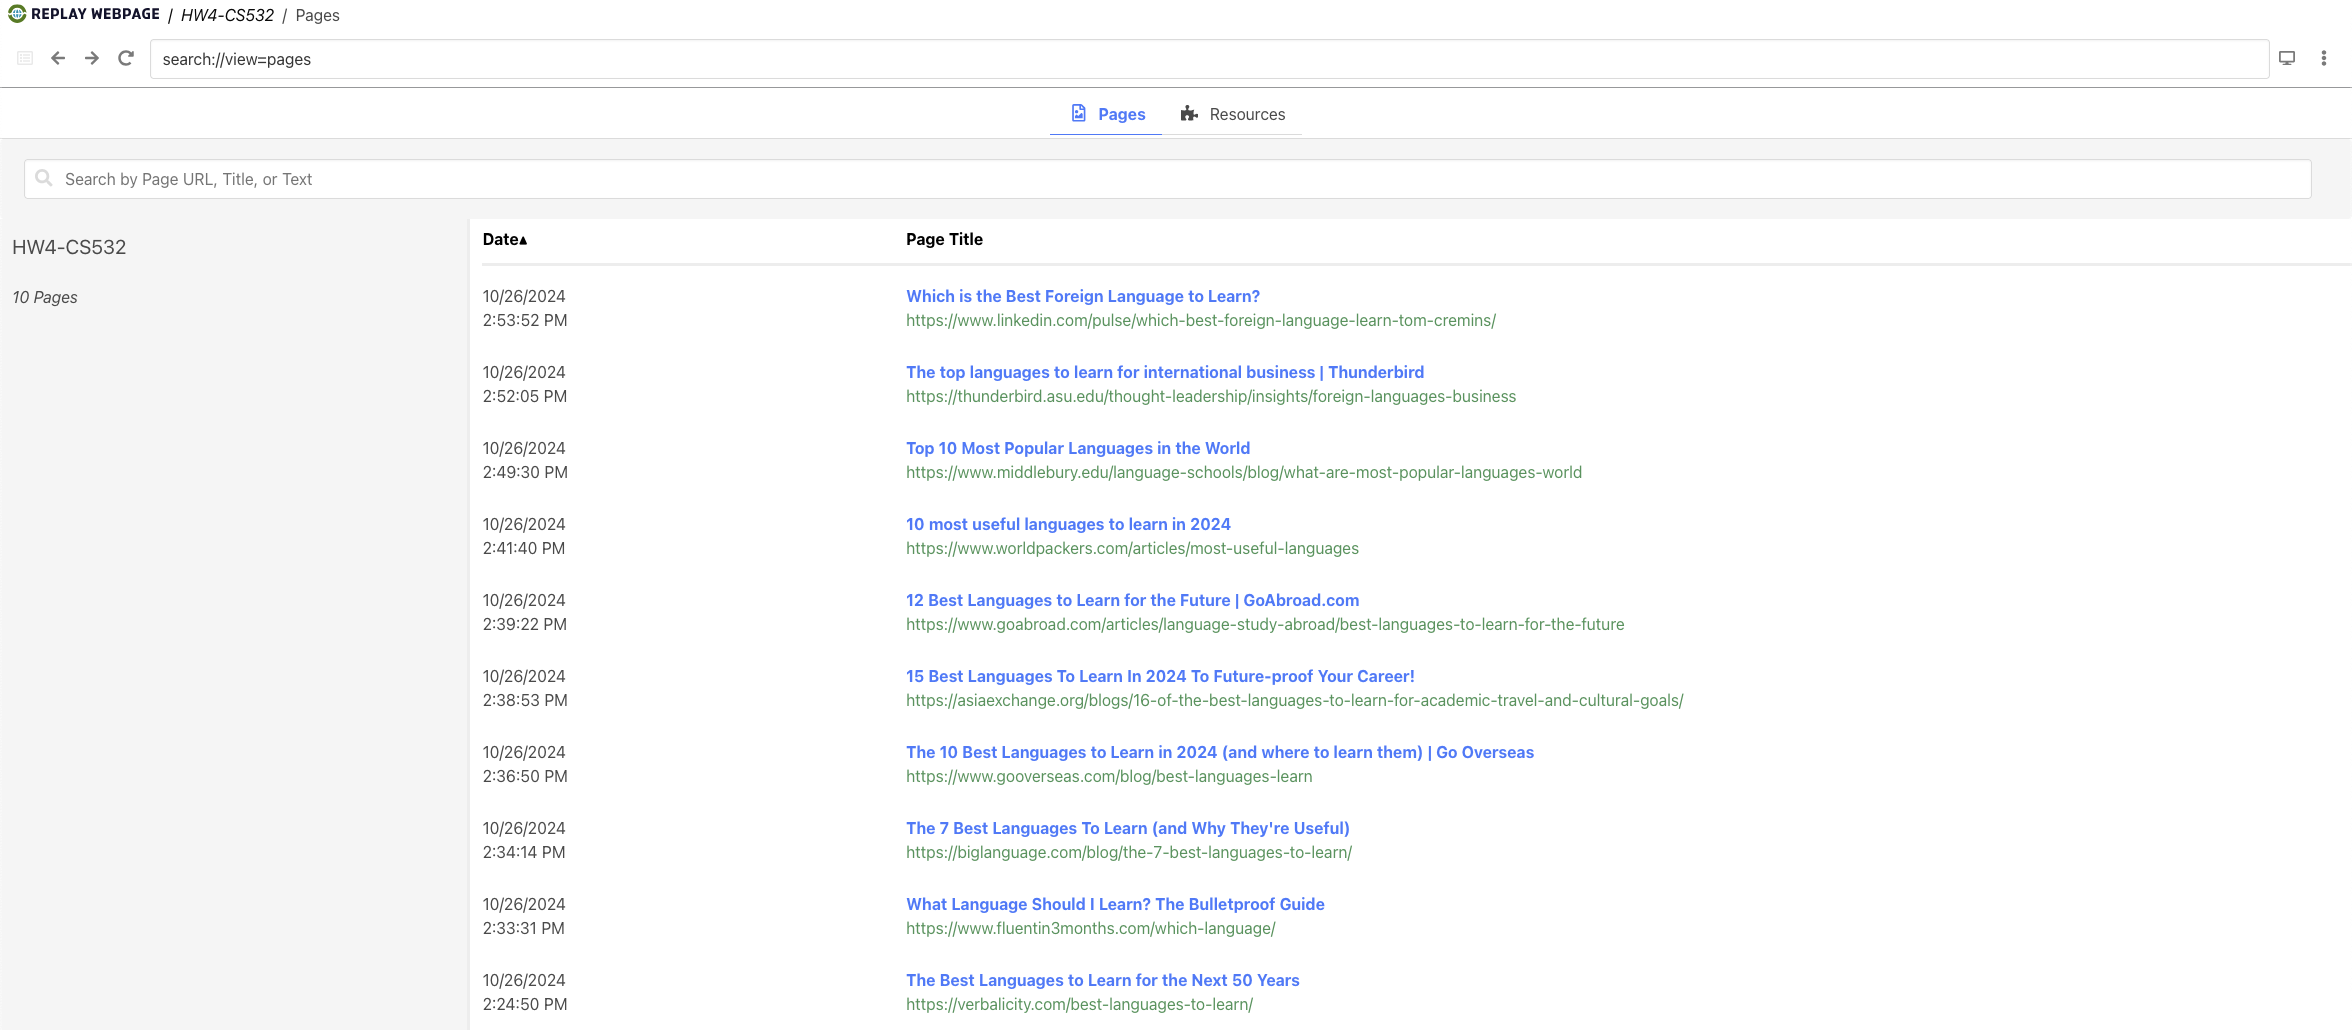 REPLAY WEBPAGE / HW4-CS532 / Pages
search://view=pages
Pages Resources
Search by Page URL, Title, or Text
HW4-CS532
10 Pages
Date▴ Page Title
10/26/2024 Which is the Best Foreign Language to Learn?
2:53:52 PM https://www.linkedin.com/pulse/which-best-foreign-language-learn-tom-cremins/
10/26/2024 The top languages to learn for international business | Thunderbird
2:52:05 PM https://thunderbird.asu.edu/thought-leadership/insights/foreign-languages-business
10/26/2024 Top 10 Most Popular Languages in the World
2:49:30 PM https://www.middlebury.edu/language-schools/blog/what-are-most-popular-languages-world
10/26/2024 10 most useful languages to learn in 2024
2:41:40 PM https://www.worldpackers.com/articles/most-useful-languages
10/26/2024 12 Best Languages to Learn for the Future | GoAbroad.com
2:39:22 PM https://www.goabroad.com/articles/language-study-abroad/best-languages-to-learn-for-the-future
10/26/2024 15 Best Languages To Learn In 2024 To Future-proof Your Career!
2:38:53 PM https://asiaexchange.org/blogs/16-of-the-best-languages-to-learn-for-academic-travel-and-cultural-goals/
10/26/2024 The 10 Best Languages to Learn in 2024 (and where to learn them) | Go Overseas
2:36:50 PM https://www.gooverseas.com/blog/best-languages-learn
10/26/2024 The 7 Best Languages To Learn (and Why They're Useful)
2:34:14 PM https://biglanguage.com/blog/the-7-best-languages-to-learn/
10/26/2024 What Language Should I Learn? The Bulletproof Guide
2:33:31 PM https://www.fluentin3months.com/which-language/
10/26/2024 The Best Languages to Learn for the Next 50 Years
2:24:50 PM https://verbalicity.com/best-languages-to-learn/